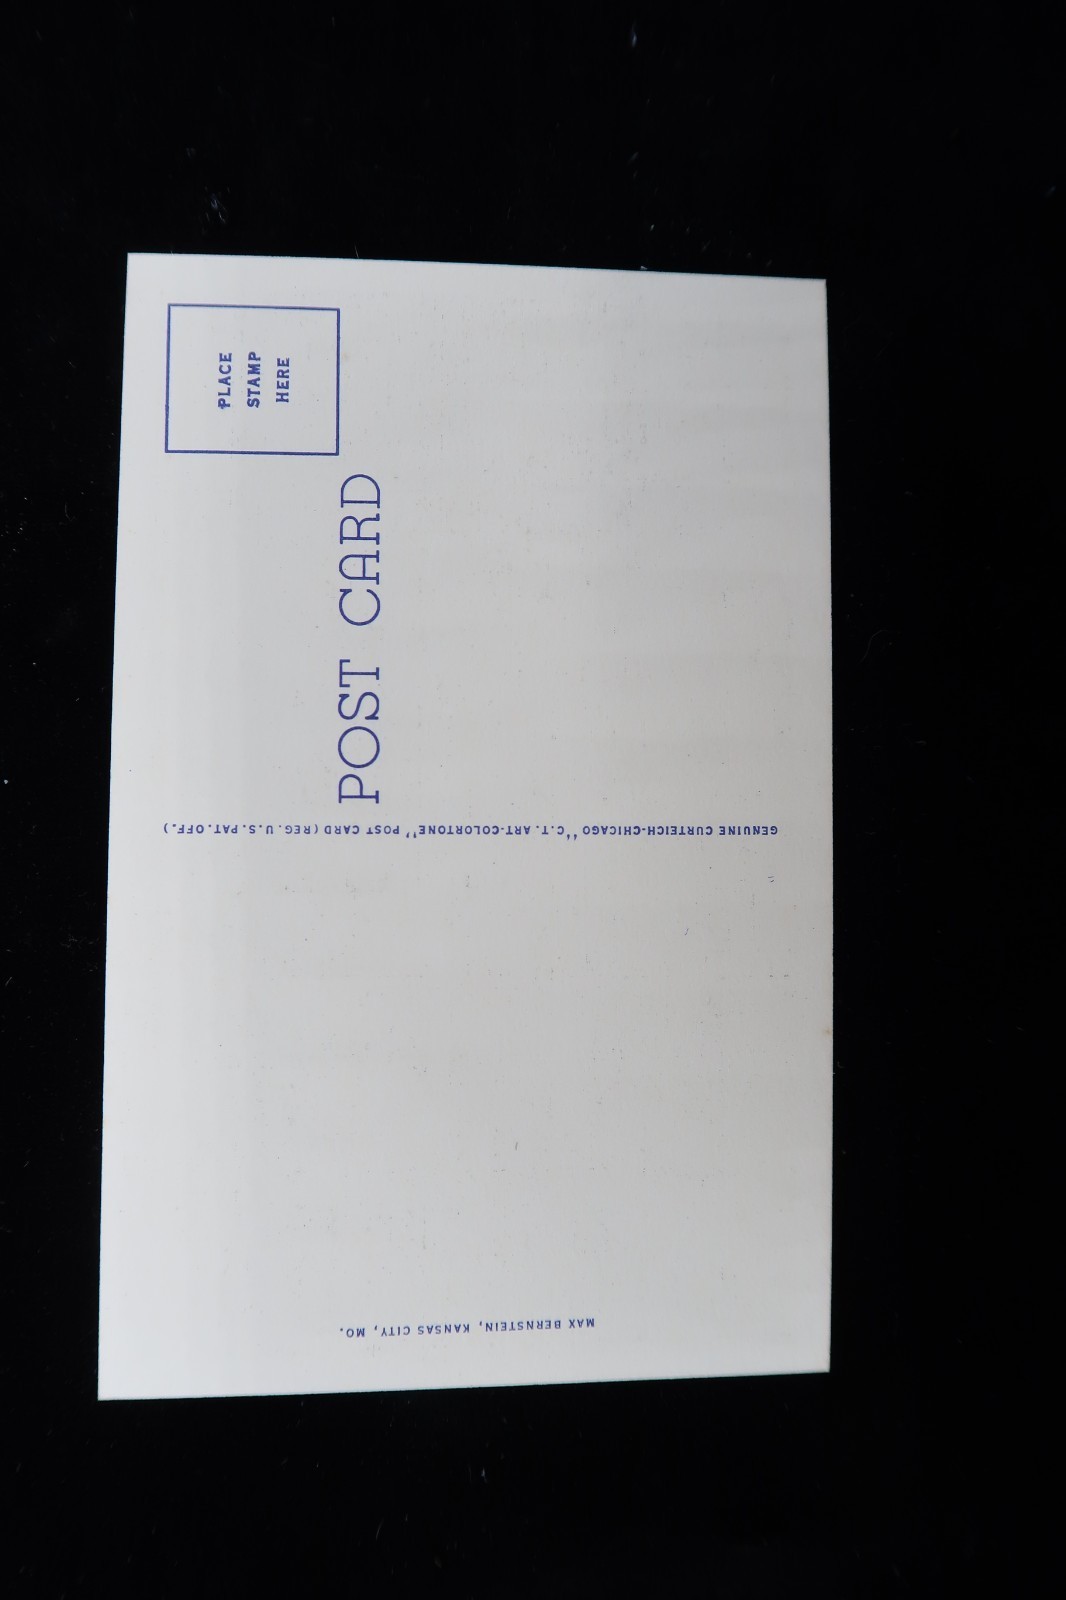 PLACE
STAMP
HERE
POST CARD
GENUINE CURTEICH-CHICAGO "C.T. ART-COLORTONE" POST CARD (REG. U.S. PAT. OFF.)
MAX BERNSTEIN, KANSAS CITY, MO.